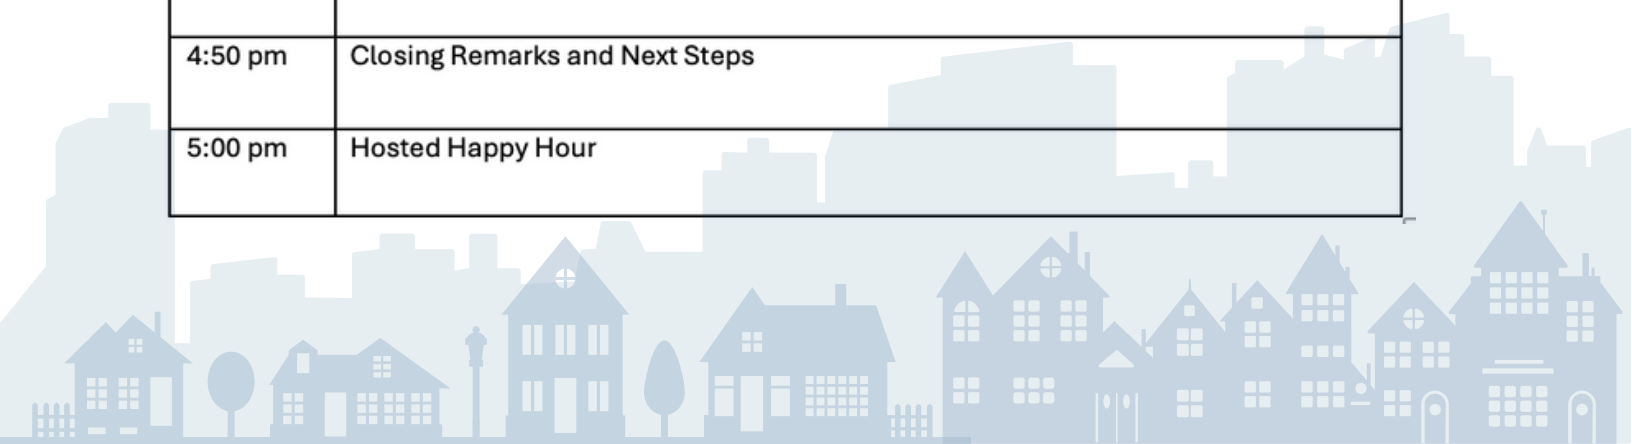 4:50 pm Closing Remarks and Next Steps
5:00 pm Hosted Happy Hour